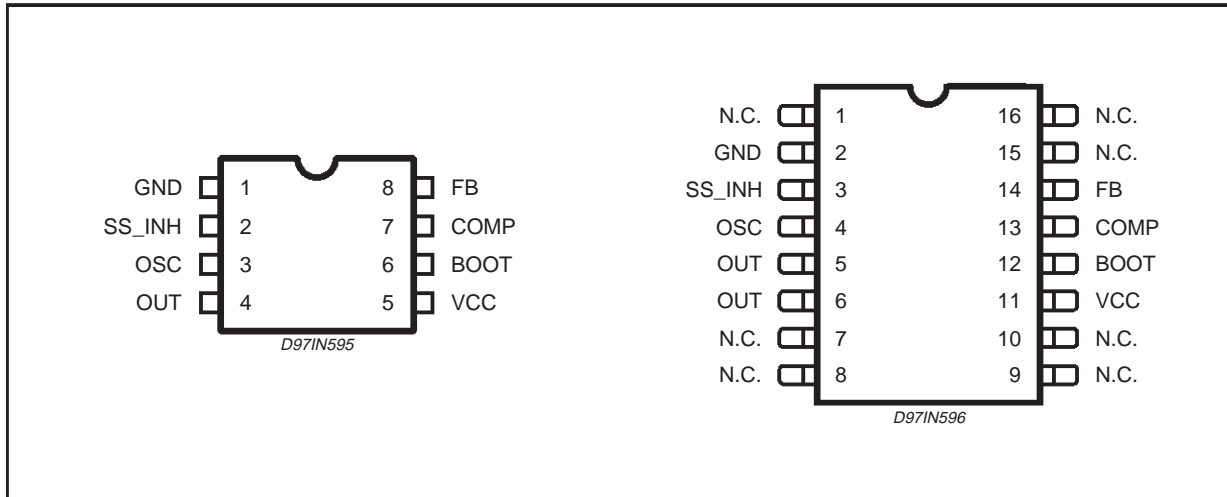 GND 1 8 FB
SS_INH 2 7 COMP
OSC 3 6 BOOT
OUT 4 5 VCC
D97IN595
N.C. 1 16 N.C.
GND 2 15 N.C.
SS_INH 3 14 FB
OSC 4 13 COMP
OUT 5 12 BOOT
OUT 6 11 VCC
N.C. 7 10 N.C.
N.C. 8 9 N.C.
D97IN596